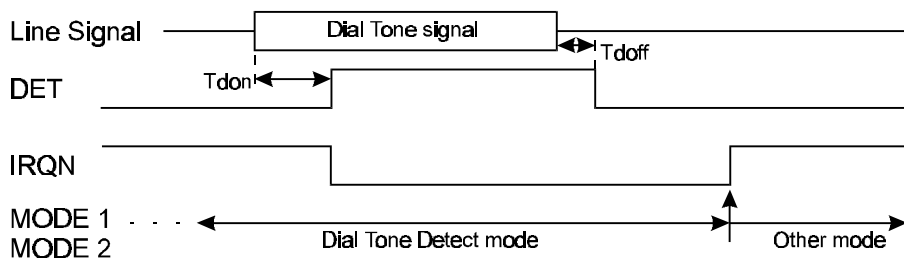 Line Signal
Dial Tone signal
Tdoff
Tdon
DET
IRQN
MODE 1
MODE 2
Dial Tone Detect mode
Other mode